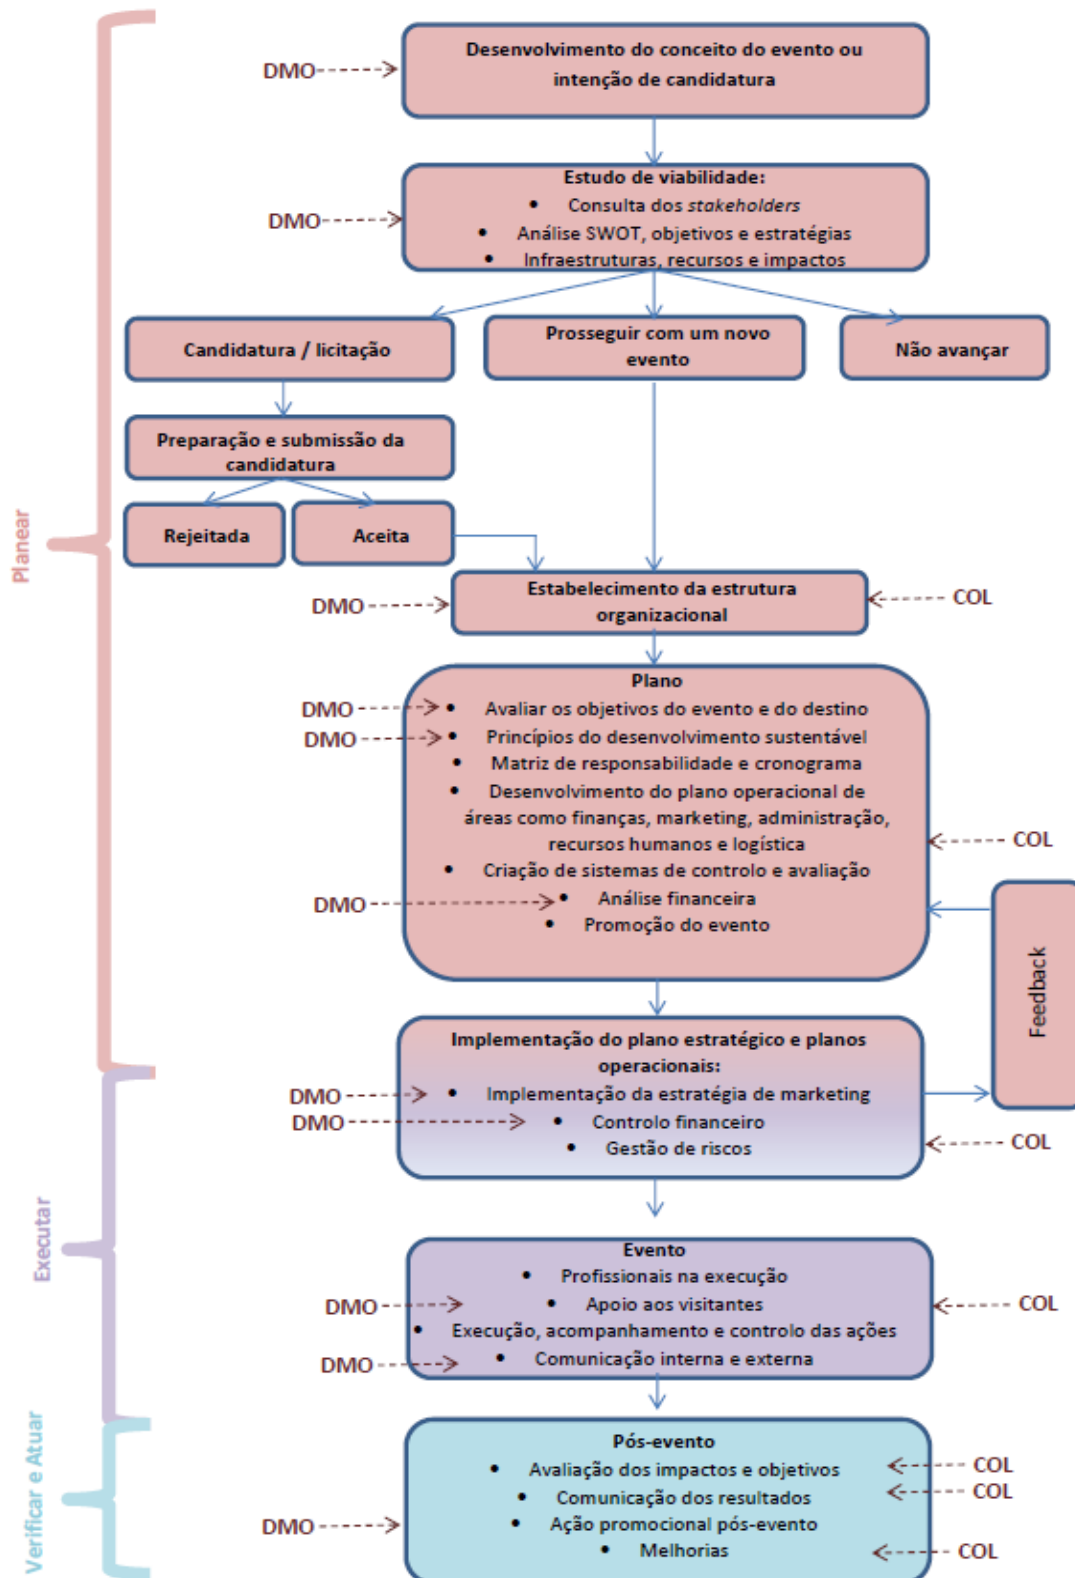 Desenvolvimento do conceito do evento ou
intenção de candidatura
DMO
Estudo de viabilidade:
• Consulta dos stakeholders
• Análise SWOT, objetivos e estratégias
• Infraestruturas, recursos e impactos
DMO
Candidatura / licitação
Prosseguir com um novo
evento
Não avançar
Preparação e submissão da
candidatura
Rejeitada
Aceita
Planear
Estabelecimento da estrutura
organizacional
DMO
COL
Plano
DMO
• Avaliar os objetivos do evento e do destino
DMO
• Princípios do desenvolvimento sustentável
• Matriz de responsabilidade e cronograma
• Desenvolvimento do plano operacional de
áreas como finanças, marketing, administração,
recursos humanos e logística
COL
• Criação de sistemas de controlo e avaliação
DMO
• Análise financeira
• Promoção do evento
Feedback
Implementação do plano estratégico e planos
operacionais:
DMO
• Implementação da estratégia de marketing
DMO
• Controlo financeiro
• Gestão de riscos
COL
Executar
Evento
• Profissionais na execução
DMO
• Apoio aos visitantes
COL
• Execução, acompanhamento e controlo das ações
DMO
• Comunicação interna e externa
Verificar e Atuar
Pós-evento
• Avaliação dos impactos e objetivos
COL
• Comunicação dos resultados
COL
DMO
• Ação promocional pós-evento
• Melhorias
COL